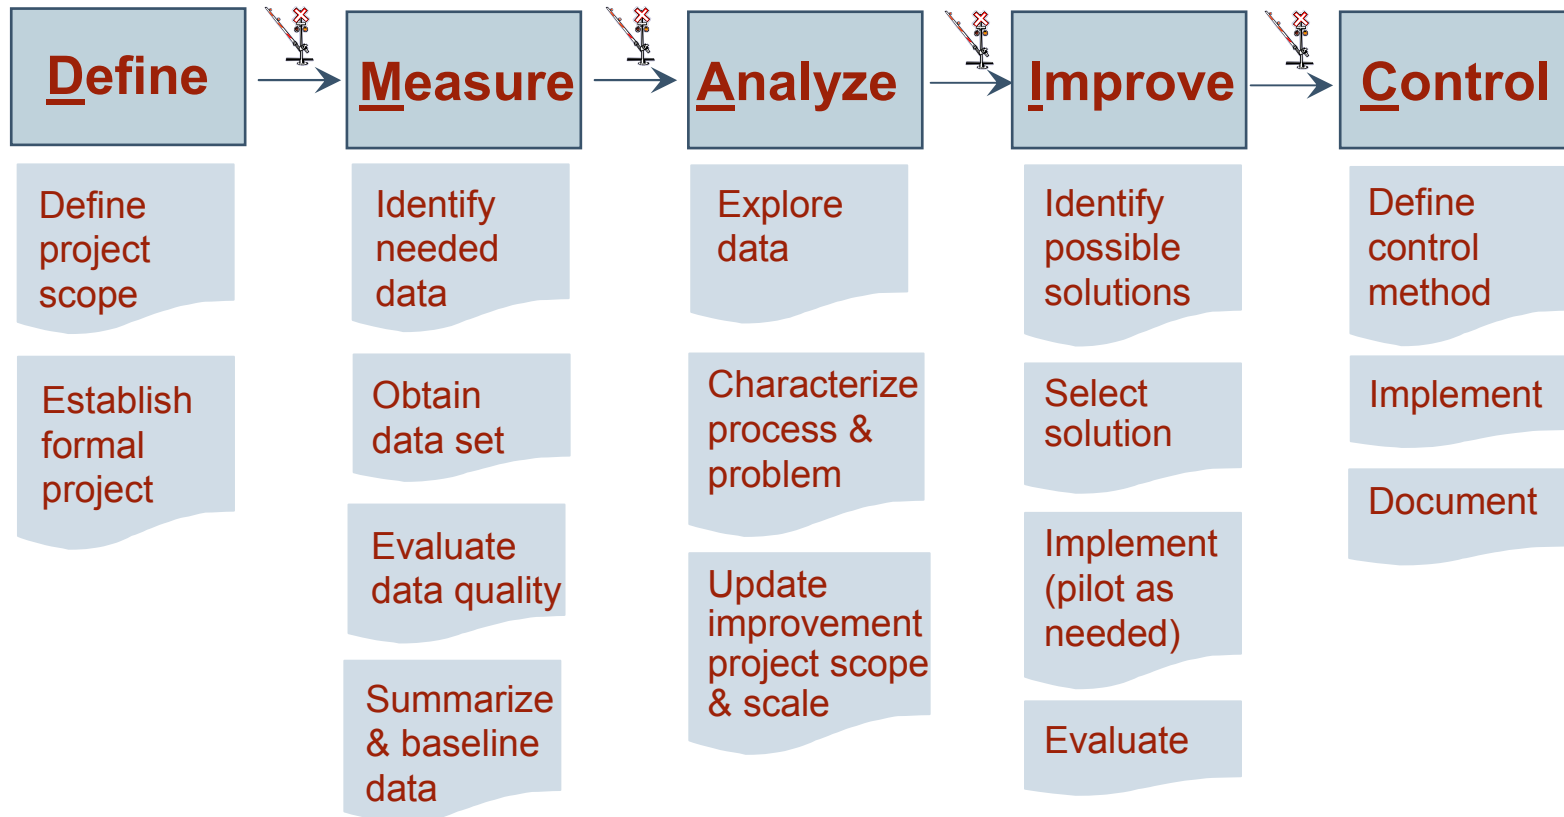 Define
Measure
Analyze
Improve
Control
Define
project
scope
Establish
formal
project
Identify
needed
data
Obtain
data set
Evaluate
data quality
Summarize
& baseline
data
Explore
data
Characterize
process &
problem
Update
improvement
project scope
& scale
Identify
possible
solutions
Select
solution
Implement
(pilot as
needed)
Evaluate
Define
control
method
Implement
Document